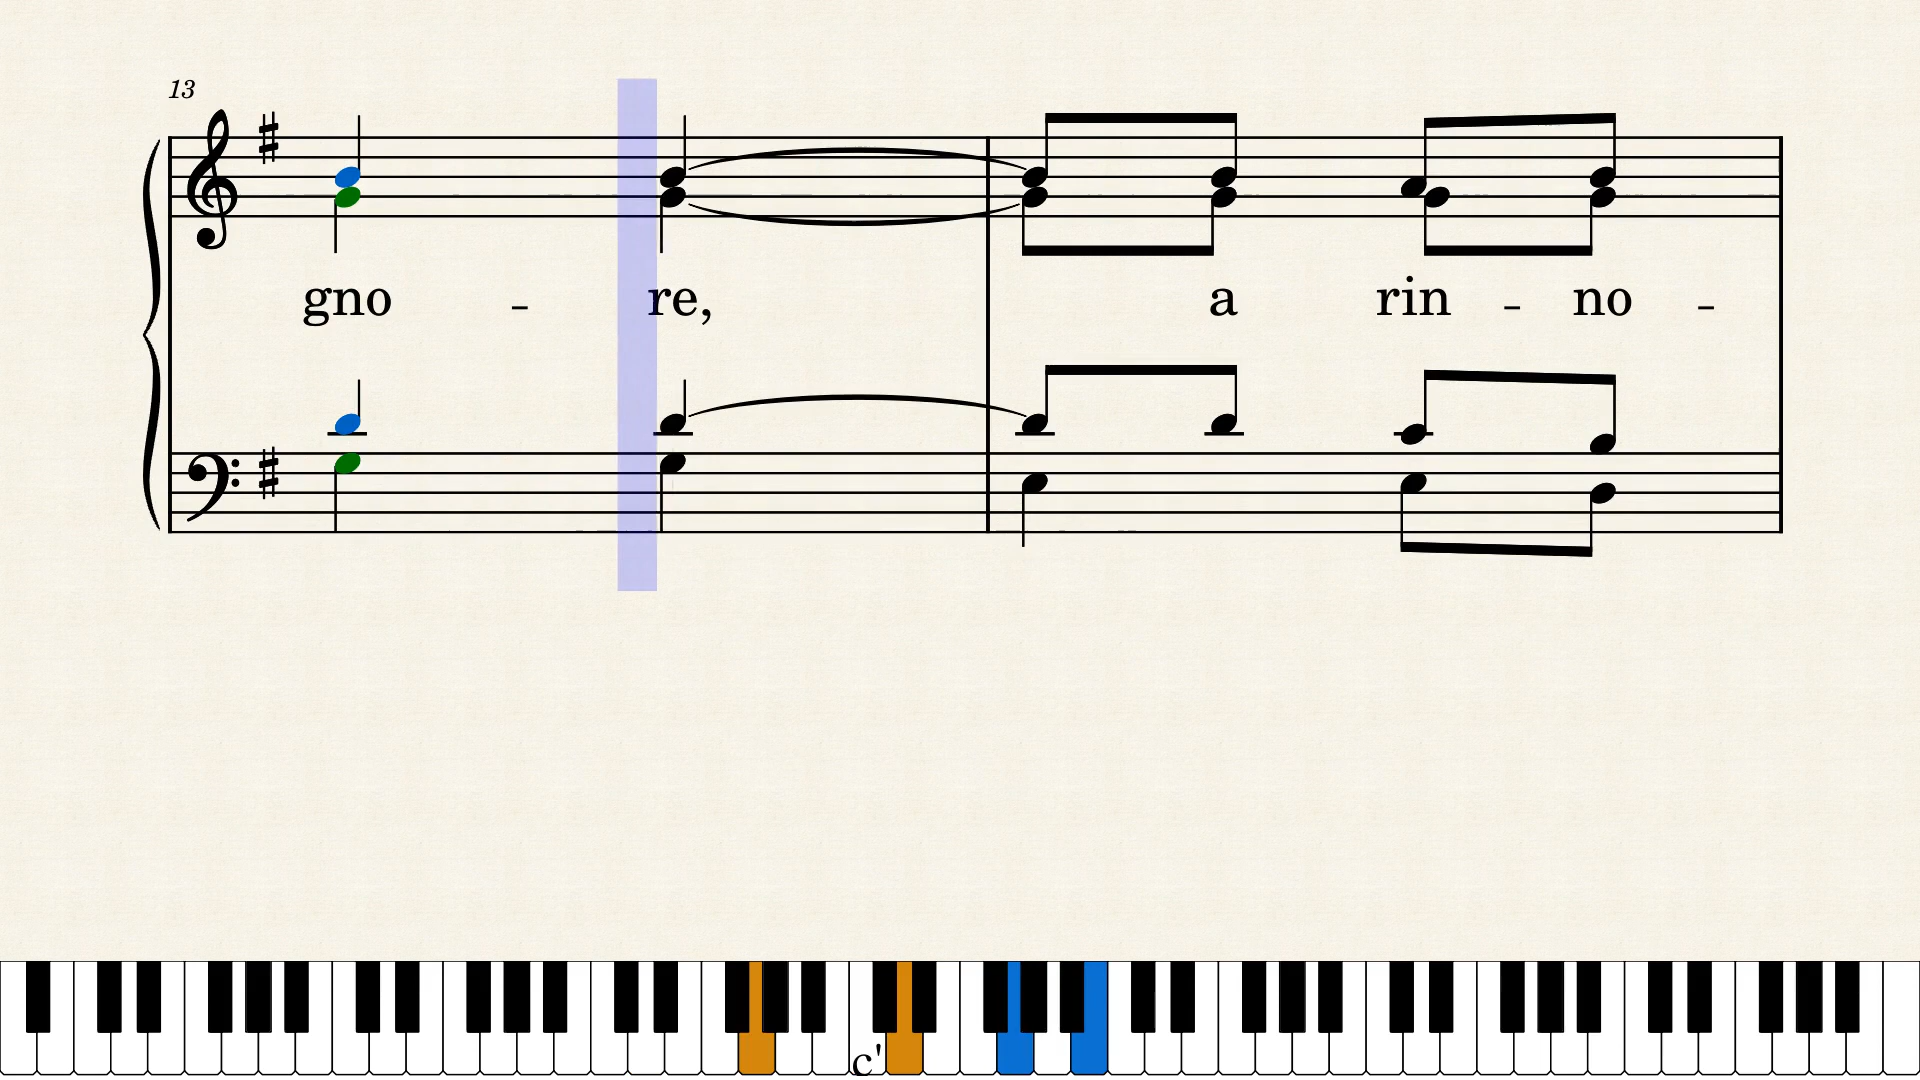 13
gno - re, a rin - no -
c'